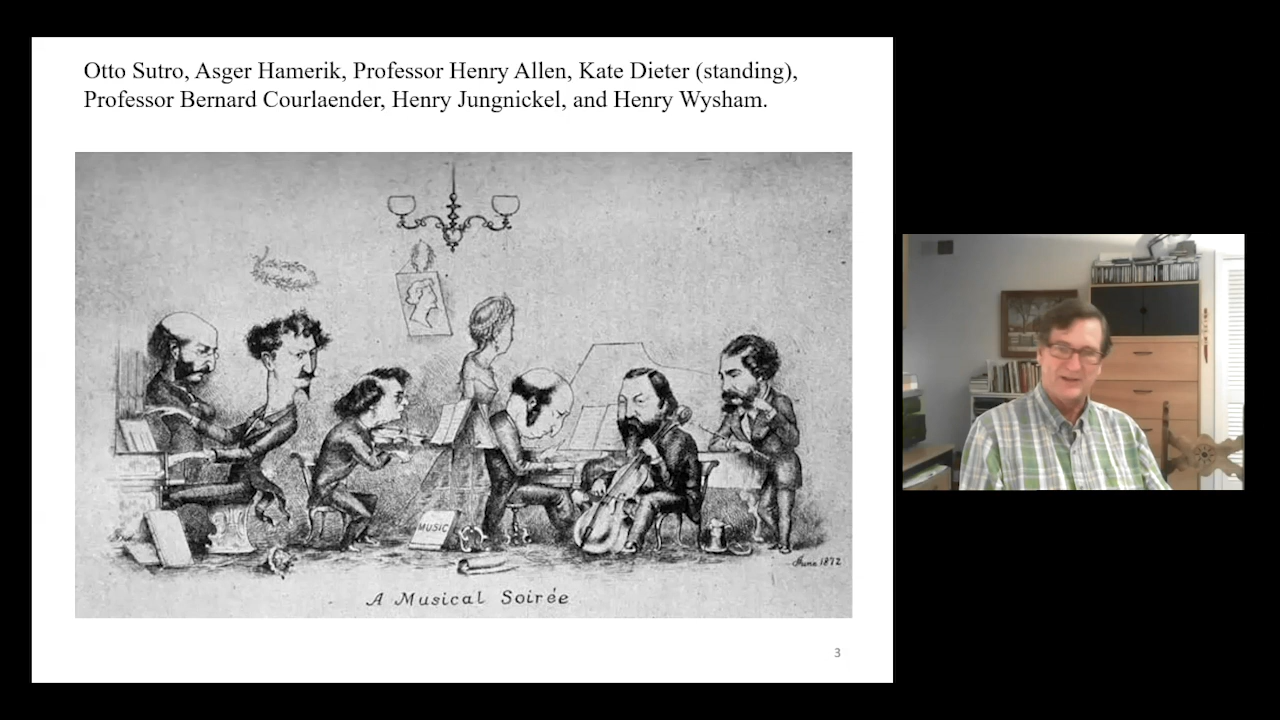 Otto Sutro, Asger Hamerik, Professor Henry Allen, Kate Dieter (standing),
Professor Bernard Courlaender, Henry Jungnickel, and Henry Wysham.
MUSIC
June 1872
A Musical Soirée
3